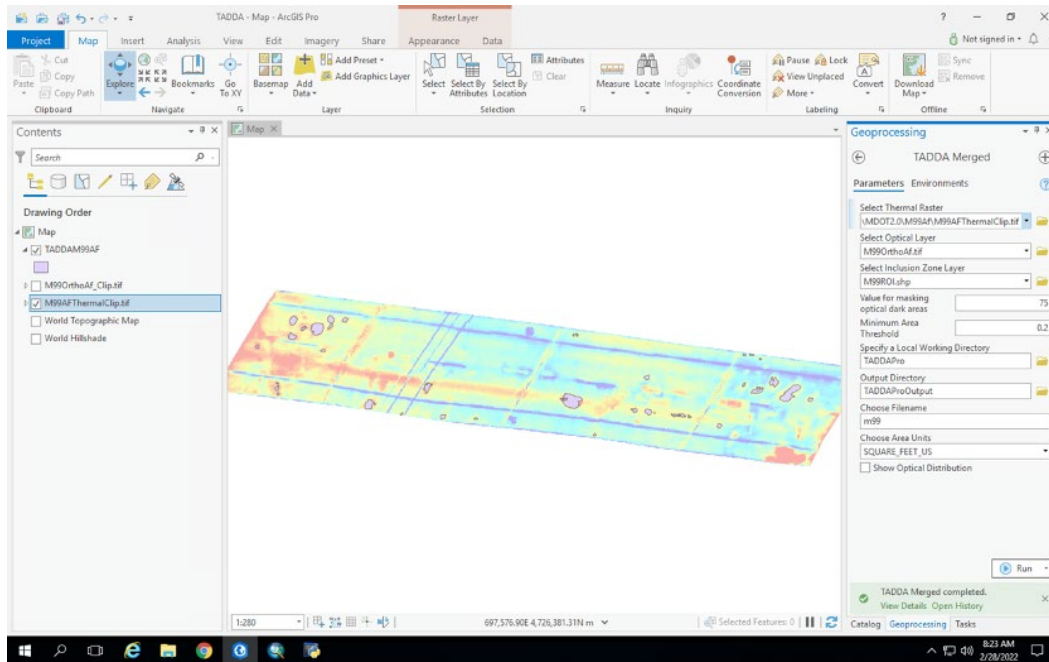 TADDA - Map - ArcGIS Pro
Raster Layer
?
Project Map Insert Analysis View Edit Imagery Share Appearance Data
Not signed in
Cut
Copy
Copy Path
Paste
Clipboard
Explore
Bookmarks
Go To XY
Navigate
Basemap
Add Data
Add Preset
Add Graphics Layer
Layer
Select
Select By Attributes
Select By Location
Attributes
Clear
Selection
Measure
Locate
Infographics
Coordinate Conversion
Inquiry
Pause
Lock
View Unplaced
More
Labeling
Convert
Download Map
Sync
Remove
Offline
Contents
Search
Drawing Order
Map
TADDAM99AF
M99OrthoAf_Clip.tif
M99AFThermalClip.tif
World Topographic Map
World Hillshade
Map
1:280
697,576.90E 4,726,381.31N m
Selected Features: 0
Geoprocessing
TADDA Merged
Parameters Environments
Select Thermal Raster
\MDOT2.0\M99Af\M99AFThermalClip.tif
Select Optical Layer
M99OrthoAf.tif
Select Inclusion Zone Layer
M99ROI.shp
Value for masking optical dark areas
75
Minimum Area Threshold
0.2
Specify a Local Working Directory
TADDAPro
Output Directory
TADDAProOutput
Choose Filename
m99
Choose Area Units
SQUARE_FEET_US
Show Optical Distribution
Run
TADDA Merged completed.
View Details Open History
Catalog Geoprocessing Tasks
8:23 AM
2/28/2022